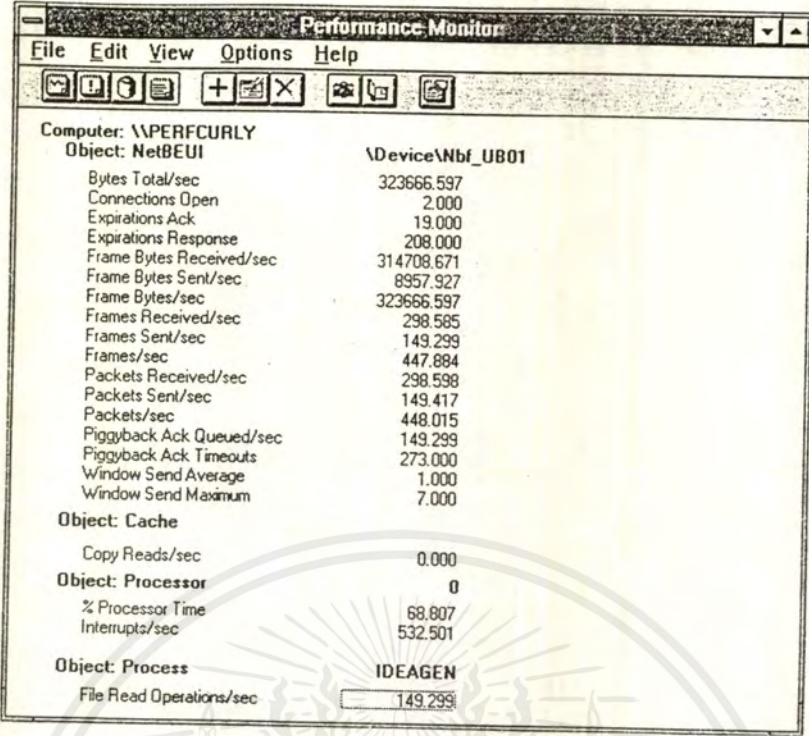 Performance Monitor
File Edit View Options Help
Computer: \\PERFCURLY
Object: NetBEUI \Device\Nbf_UB01
Bytes Total/sec 323666.597
Connections Open 2.000
Expirations Ack 19.000
Expirations Response 208.000
Frame Bytes Received/sec 314708.671
Frame Bytes Sent/sec 8957.927
Frame Bytes/sec 323666.597
Frames Received/sec 298.585
Frames Sent/sec 149.299
Frames/sec 447.884
Packets Received/sec 298.598
Packets Sent/sec 149.417
Packets/sec 448.015
Piggyback Ack Queued/sec 149.299
Piggyback Ack Timeouts 273.000
Window Send Average 1.000
Window Send Maximum 7.000
Object: Cache
Copy Reads/sec 0.000
Object: Processor 0
% Processor Time 68.807
Interrupts/sec 532.501
Object: Process IDEAGEN
File Read Operations/sec 149.299